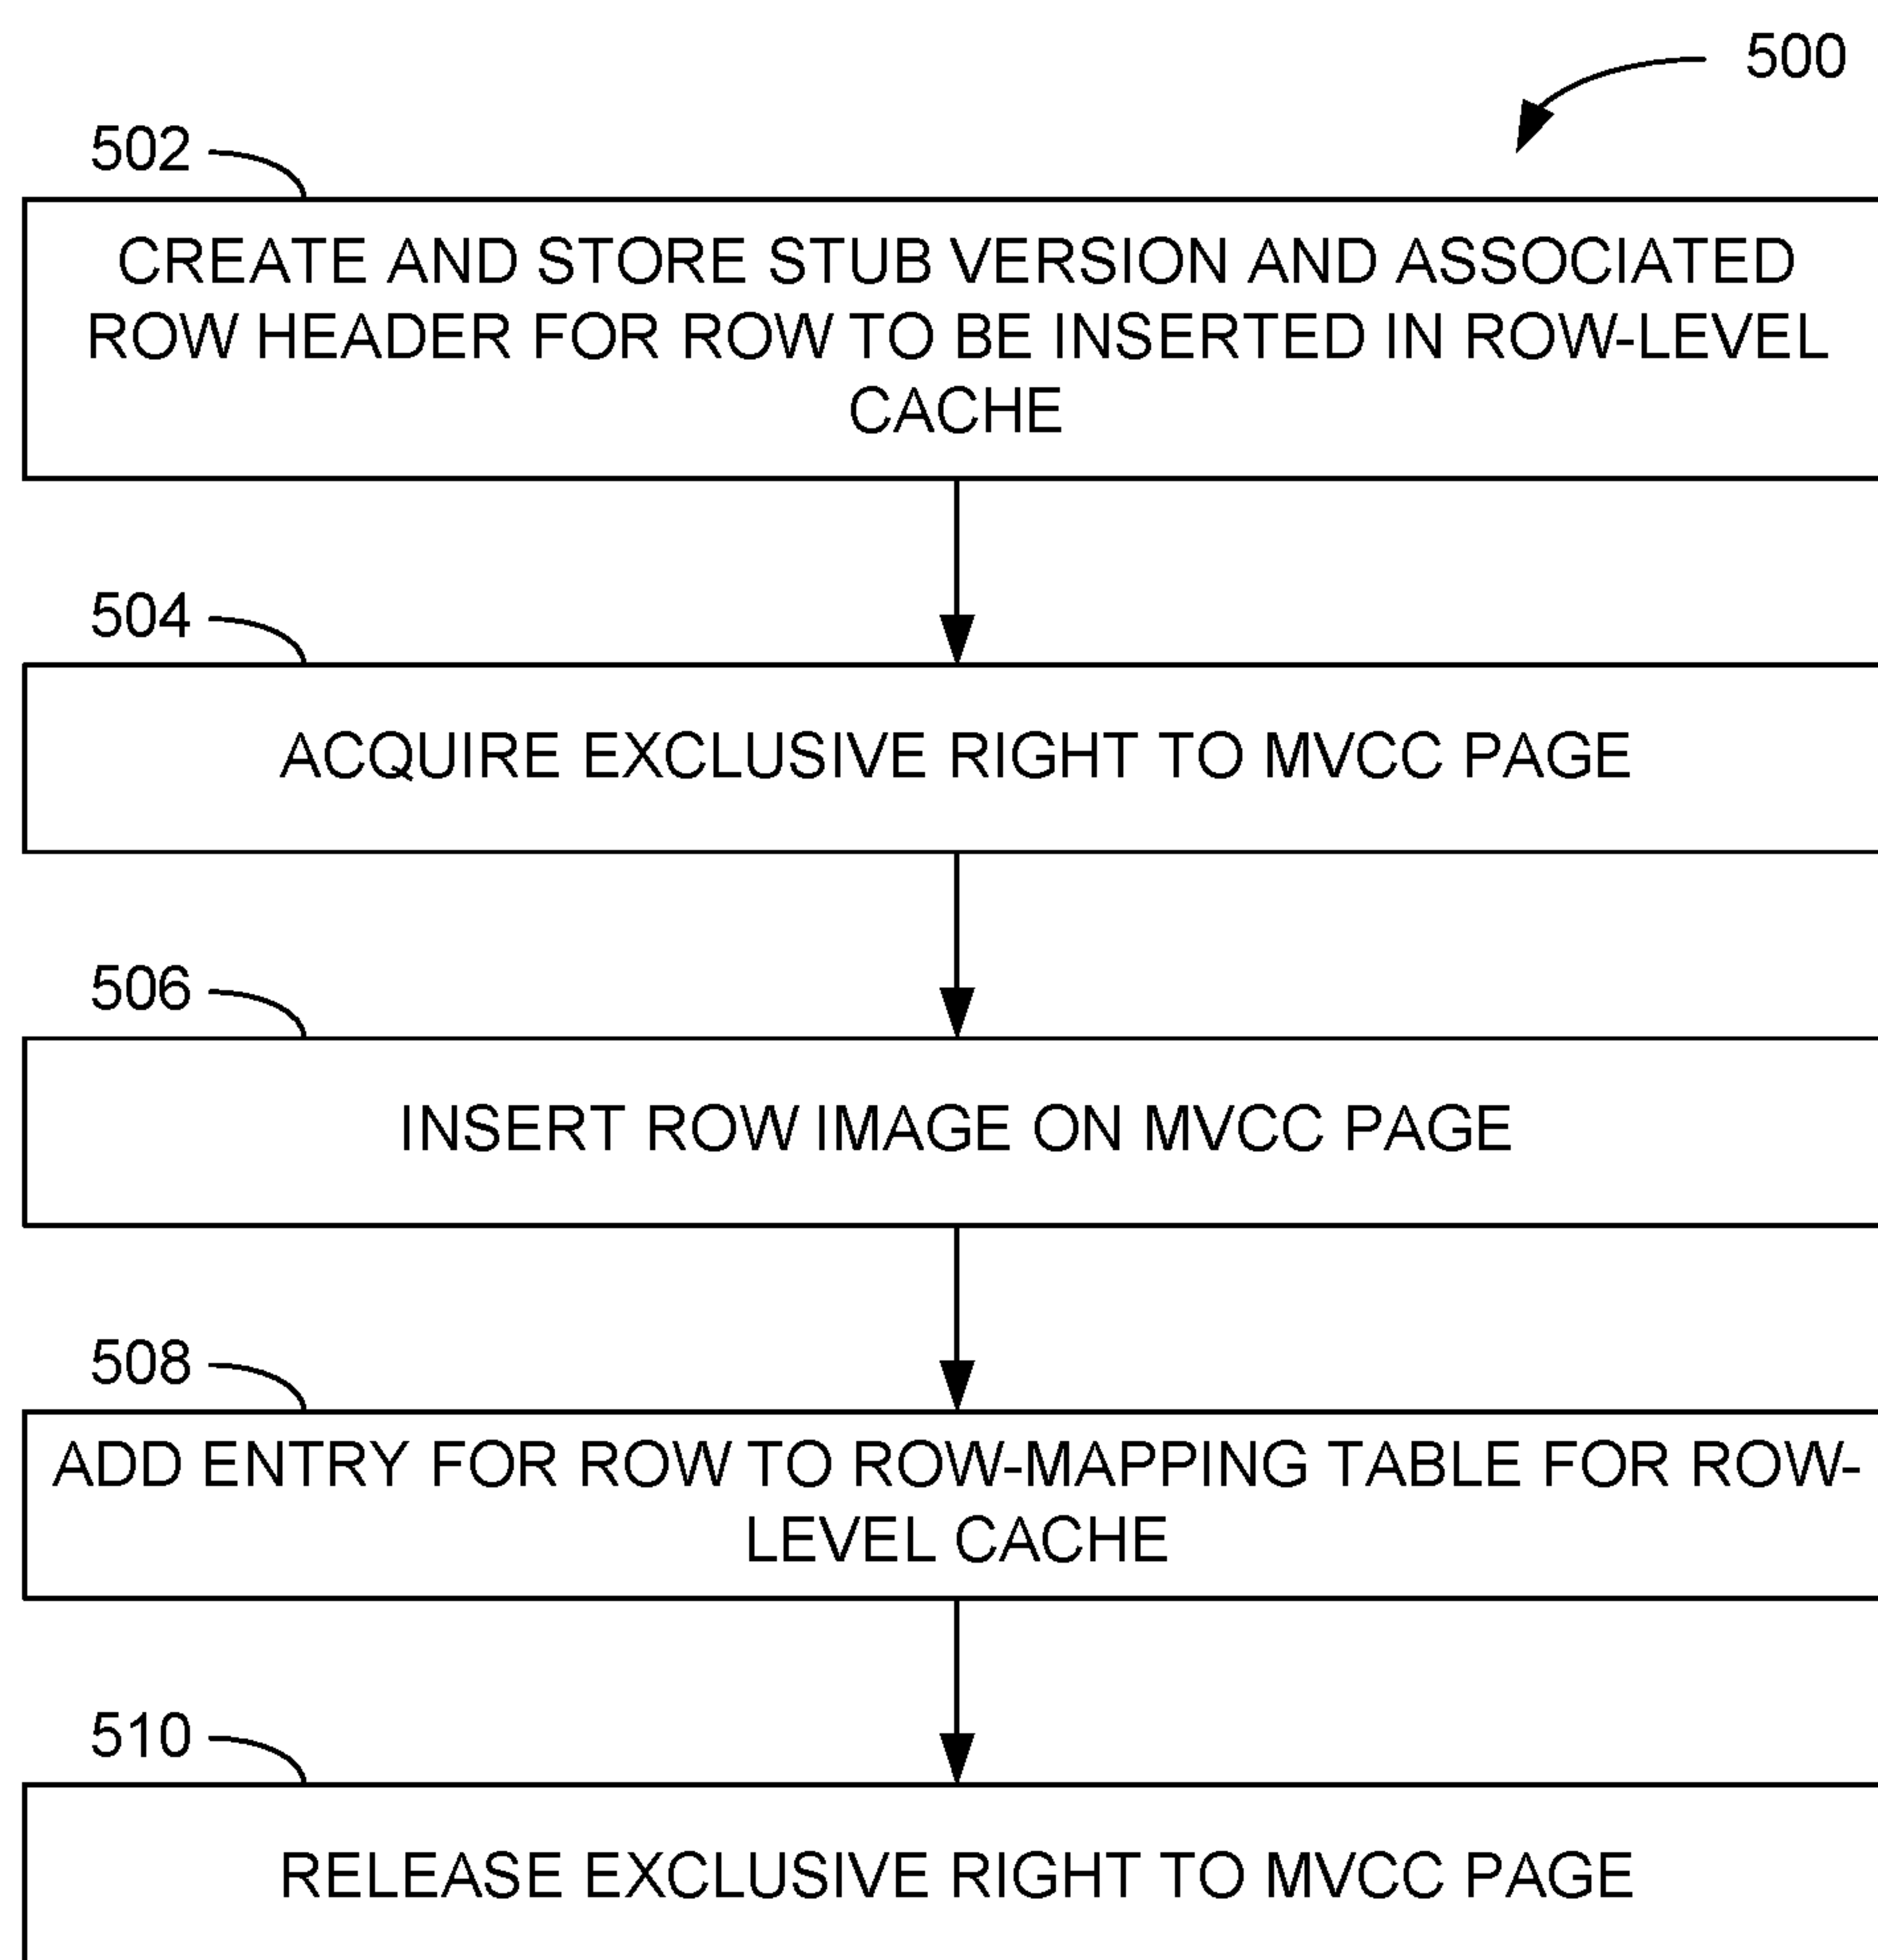 500
502
CREATE AND STORE STUB VERSION AND ASSOCIATED
ROW HEADER FOR ROW TO BE INSERTED IN ROW-LEVEL
CACHE
504
ACQUIRE EXCLUSIVE RIGHT TO MVCC PAGE
506
INSERT ROW IMAGE ON MVCC PAGE
508
ADD ENTRY FOR ROW TO ROW-MAPPING TABLE FOR ROW-
LEVEL CACHE
510
RELEASE EXCLUSIVE RIGHT TO MVCC PAGE